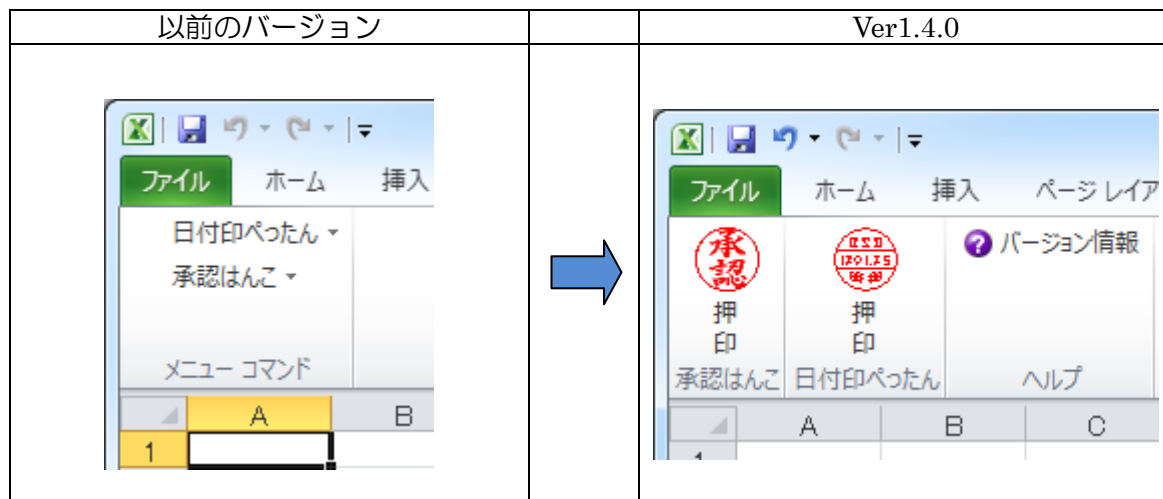 以前のバージョン
Ver1.4.0
ファイル ホーム 挿入
日付印ぺったん
承認はんこ
メニュー コマンド
A B
1
ファイル ホーム 挿入 ページ レイア
承認
バージョン情報
押印
押印
承認はんこ 日付印ぺったん ヘルプ
A B C